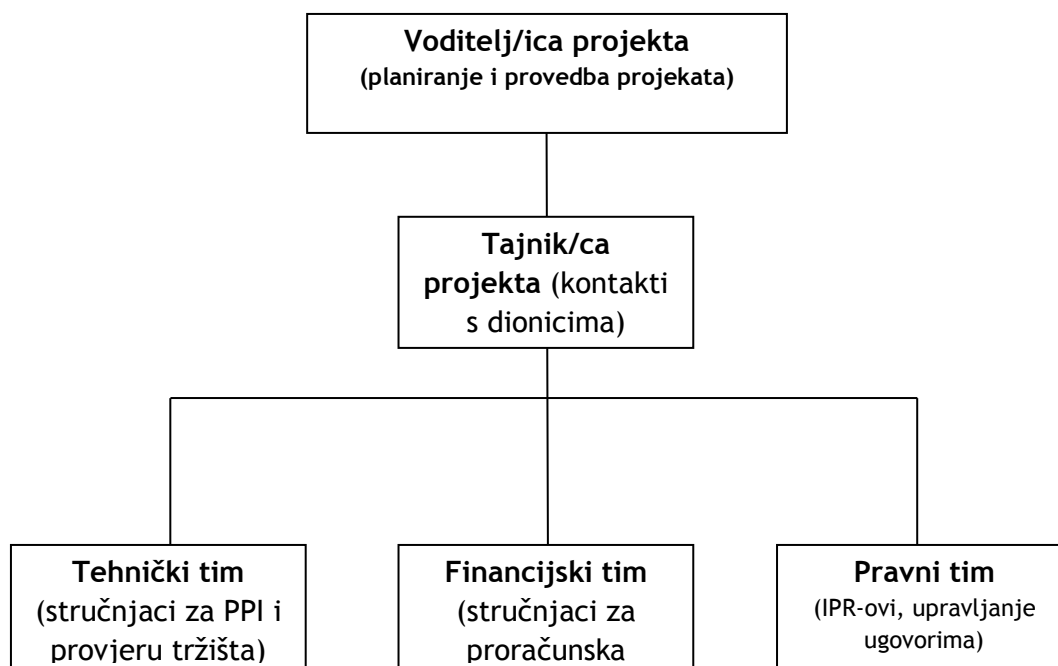 Voditelj/ica projekta
(planiranje i provedba projekata)
Tajnik/ca
projekta (kontakti
s dionicima)
Tehnički tim
(stručnjaci za PPI i
provjeru tržišta)
Financijski tim
(stručnjaci za
proračunska
Pravni tim
(IPR-ovi, upravljanje
ugovorima)